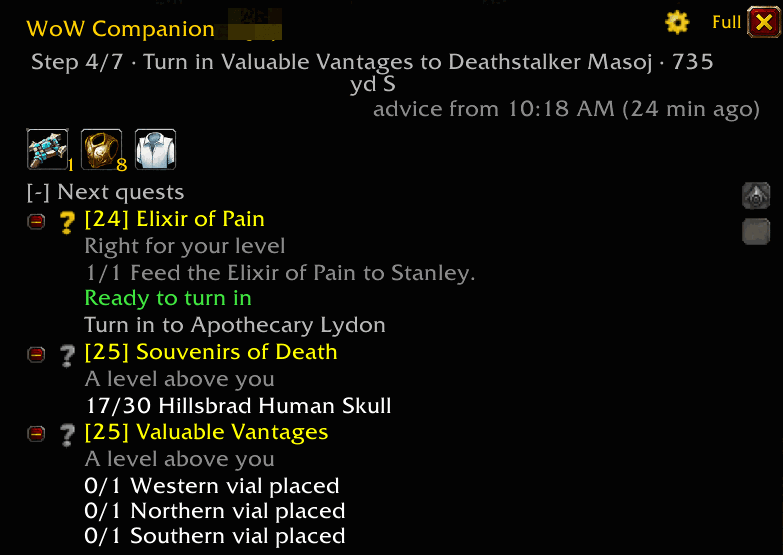 WoW Companion
Full
Step 4/7 · Turn in Valuable Vantages to Deathstalker Masoj · 735
yd S
advice from 10:18 AM (24 min ago)
1
8
[-] Next quests
? [24] Elixir of Pain
Right for your level
1/1 Feed the Elixir of Pain to Stanley.
Ready to turn in
Turn in to Apothecary Lydon
? [25] Souvenirs of Death
A level above you
17/30 Hillsbrad Human Skull
? [25] Valuable Vantages
A level above you
0/1 Western vial placed
0/1 Northern vial placed
0/1 Southern vial placed